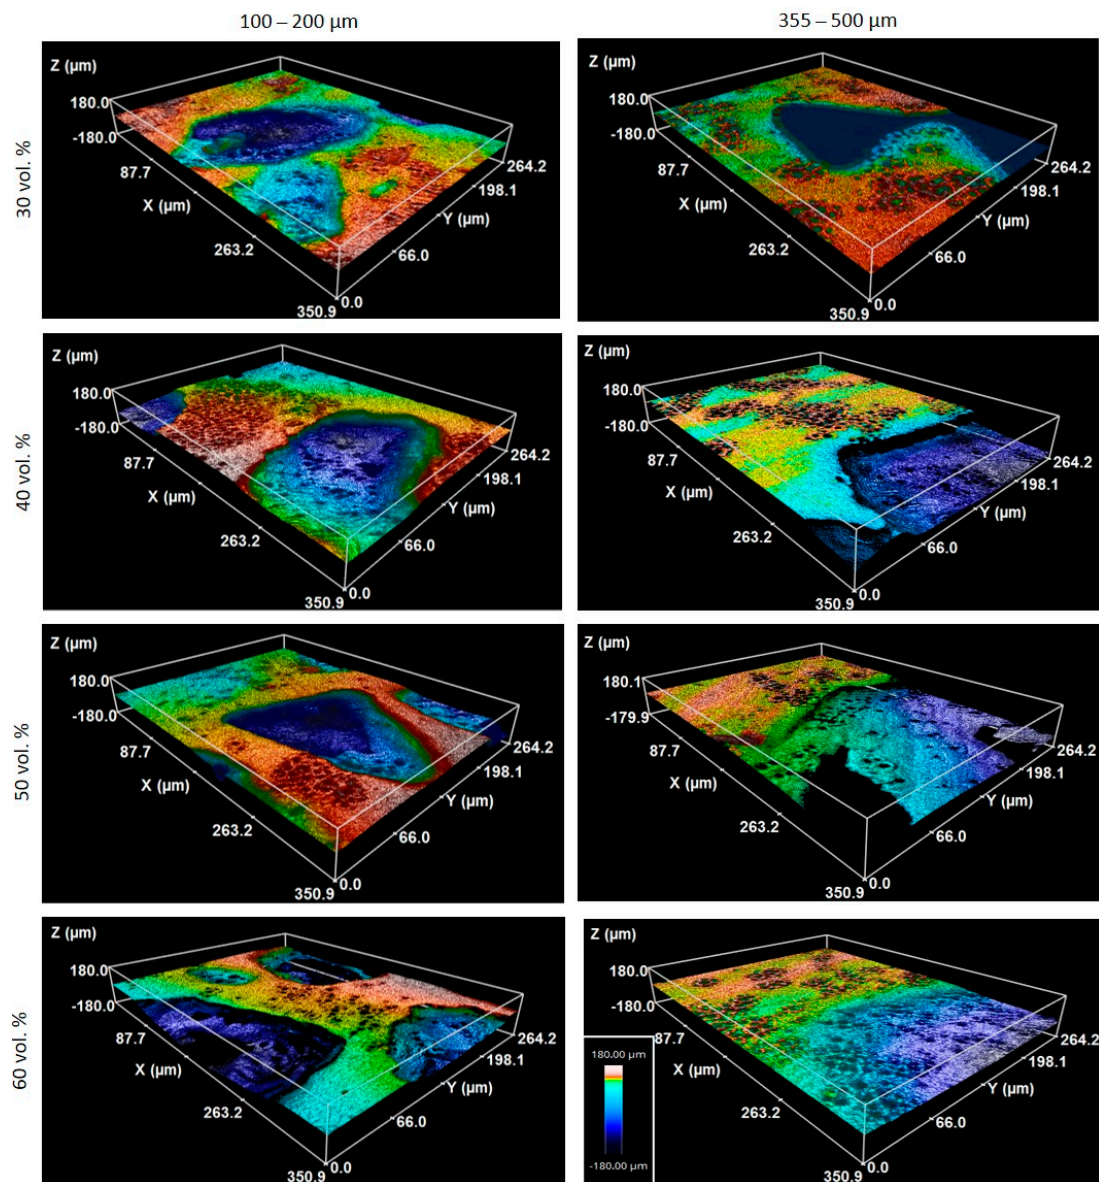 100 – 200 µm
355 – 500 µm
30 vol. %
Z (µm)
180.0
-180.0
87.7
X (µm)
263.2
350.9
0.0
66.0
Y (µm)
198.1
264.2
Z (µm)
180.0
-180.0
87.7
X (µm)
263.2
350.9
0.0
66.0
Y (µm)
198.1
264.2
40 vol. %
Z (µm)
180.0
-180.0
87.7
X (µm)
263.2
350.9
0.0
66.0
Y (µm)
198.1
264.2
Z (µm)
180.0
-180.0
87.7
X (µm)
263.2
350.9
0.0
66.0
Y (µm)
198.1
264.2
50 vol. %
Z (µm)
180.0
-180.0
87.7
X (µm)
263.2
350.9
0.0
66.0
Y (µm)
198.1
264.2
Z (µm)
180.1
-179.9
87.7
X (µm)
263.2
350.9
0.0
66.0
Y (µm)
198.1
264.2
60 vol. %
Z (µm)
180.0
-180.0
87.7
X (µm)
263.2
350.9
0.0
66.0
Y (µm)
198.1
264.2
Z (µm)
180.0
-180.0
87.7
X (µm)
263.2
350.9
0.0
66.0
Y (µm)
198.1
264.2
180.00 µm
-180.00 µm